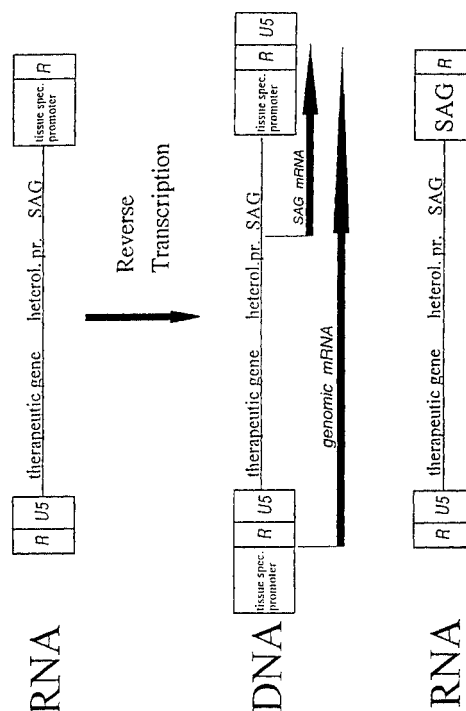 RNA
R U5 therapeutic gene heterol. pr. SAG
tissue spec.
promoter
R
Reverse
Transcription
DNA
tissue spec.
promoter
R U5 therapeutic gene heterol.pr. SAG
tissue spec.
promoter
R U5
SAG mRNA
genomic mRNA
RNA
R U5 therapeutic gene heterol. pr. SAG SAG R